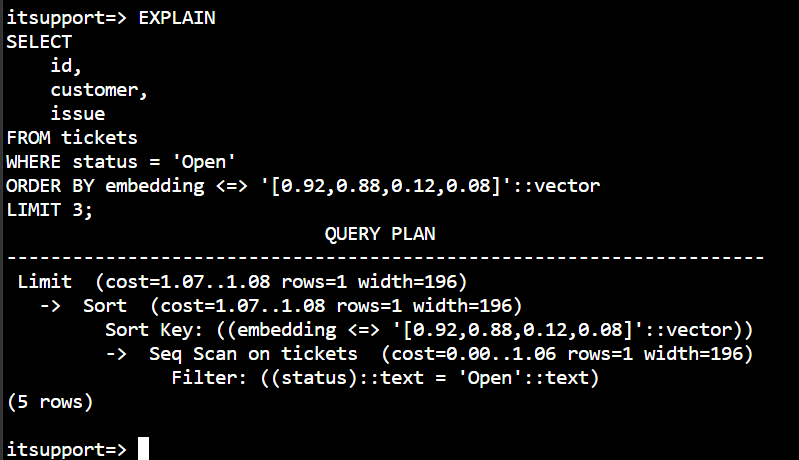 itsupport=> EXPLAIN
SELECT
    id,
    customer,
    issue
FROM tickets
WHERE status = 'Open'
ORDER BY embedding <=> '[0.92,0.88,0.12,0.08]'::vector
LIMIT 3;
                             QUERY PLAN
---------------------------------------------------------------------
 Limit  (cost=1.07..1.08 rows=1 width=196)
   ->  Sort  (cost=1.07..1.08 rows=1 width=196)
         Sort Key: ((embedding <=> '[0.92,0.88,0.12,0.08]'::vector))
         ->  Seq Scan on tickets  (cost=0.00..1.06 rows=1 width=196)
               Filter: ((status)::text = 'Open'::text)
(5 rows)

itsupport=>